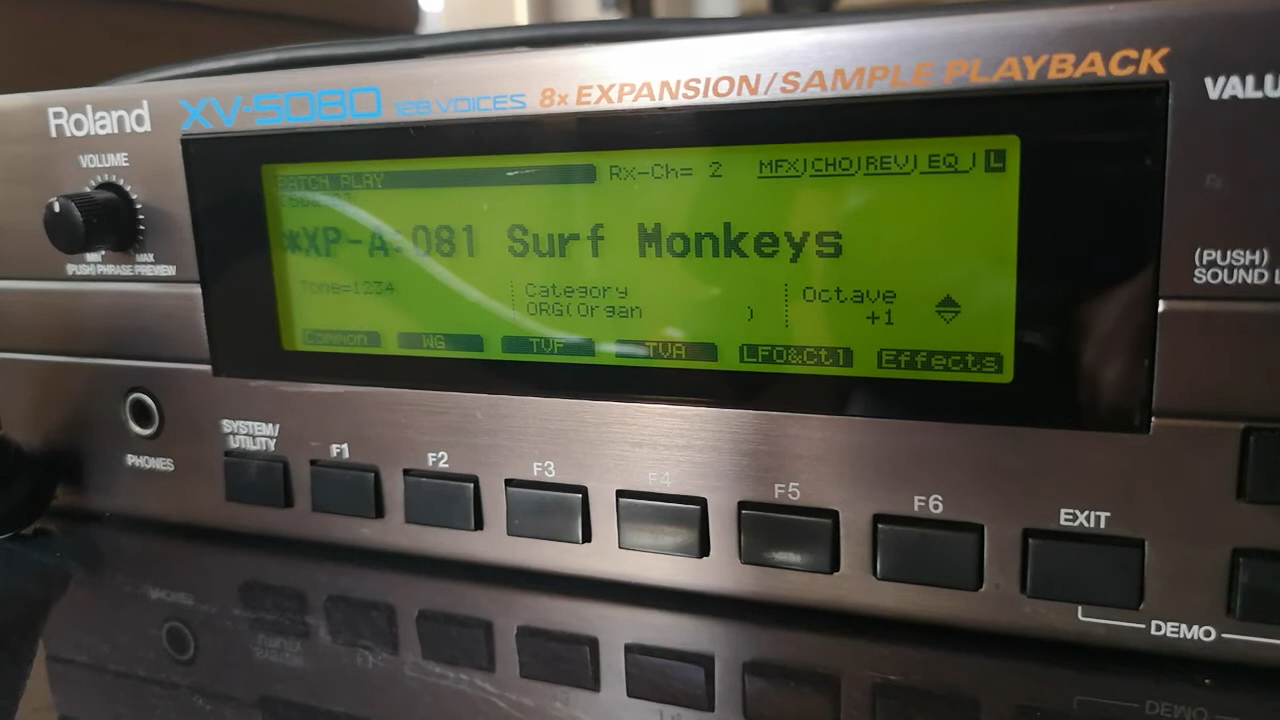 Roland XV-5080 128 VOICES 8x EXPANSION/SAMPLE PLAYBACK
VALU
VOLUME
MIN MAX
(PUSH) PHRASE PREVIEW
PATCH PLAY Rx-Ch= 2 MFX) CHO) REV) EQ ) L
*XP-A:081 Surf Monkeys
Tone=1234
Category
ORG(Organ )
Octave
+1
Common WG TVF TVA LFO&Ctl Effects
(PUSH)
SOUND L
PHONES
SYSTEM/
UTILITY
F1 F2 F3 F4 F5 F6 EXIT
DEMO